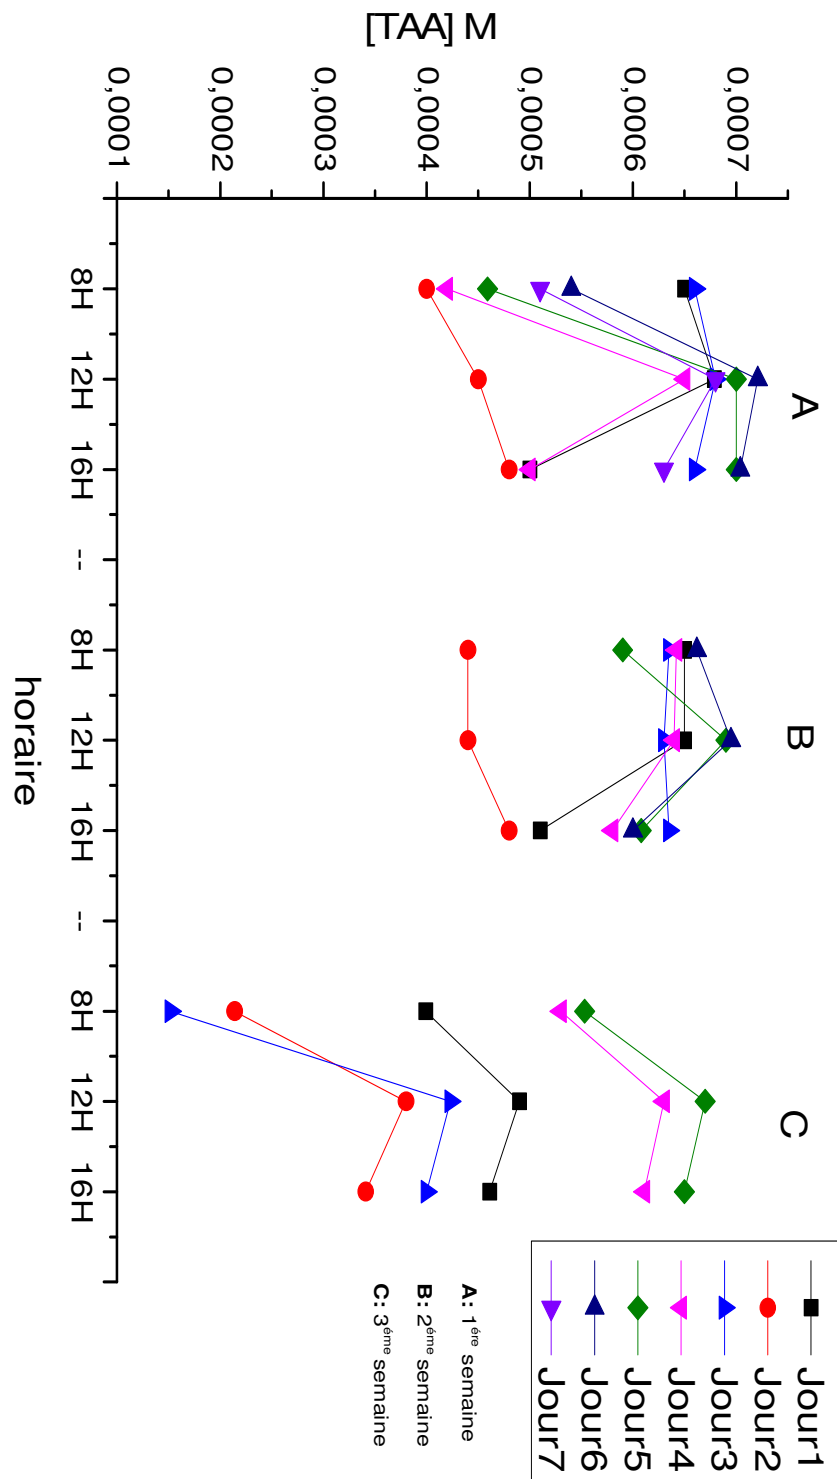 [TAA] M
0,0007
0,0006
0,0005
0,0004
0,0003
0,0002
0,0001
A
B
C
8H 12H 16H -- 8H 12H 16H -- 8H 12H 16H
horaire
Jour1
Jour2
Jour3
Jour4
Jour5
Jour6
Jour7
A: 1ére semaine
B: 2éme semaine
C: 3éme semaine